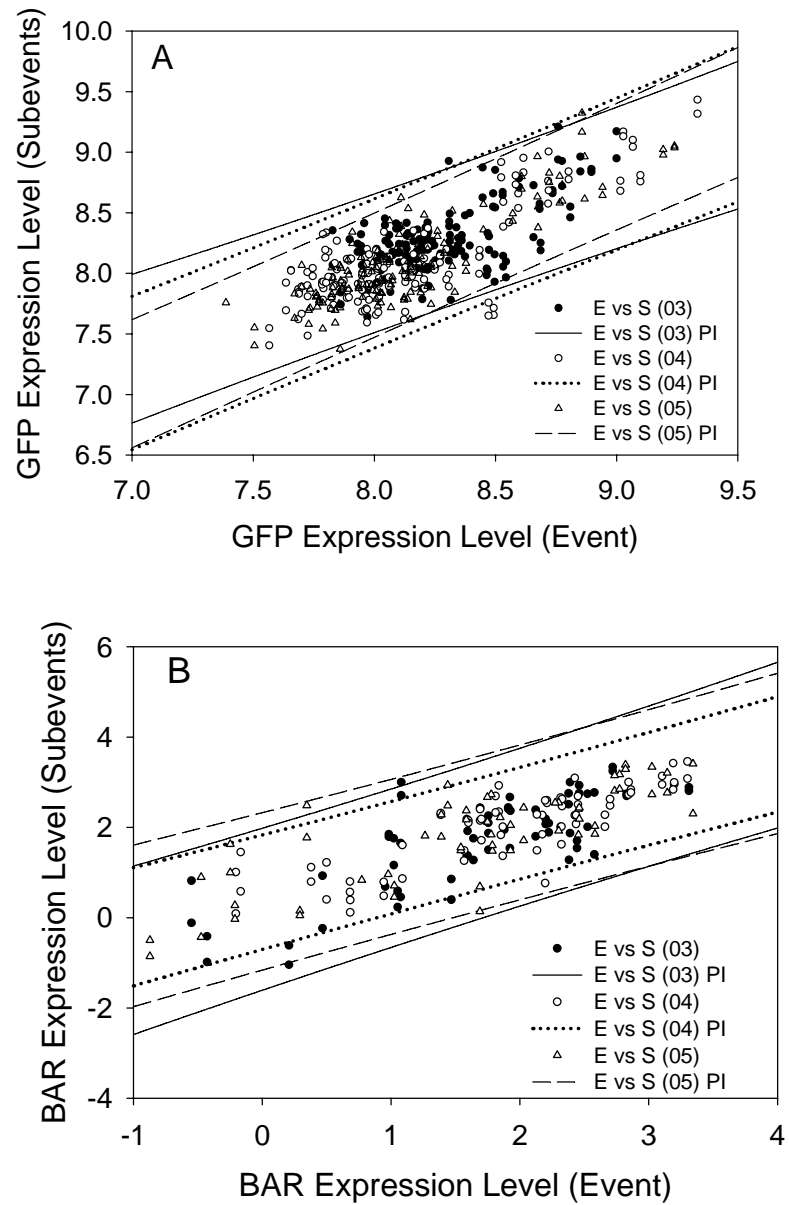 A
GFP Expression Level (Subevents)
10.0
9.5
9.0
8.5
8.0
7.5
7.0
6.5
E vs S (03)
E vs S (03) PI
E vs S (04)
E vs S (04) PI
E vs S (05)
E vs S (05) PI
7.0 7.5 8.0 8.5 9.0 9.5
GFP Expression Level (Event)
B
BAR Expression Level (Subevents)
6
4
2
0
-2
-4
E vs S (03)
E vs S (03) PI
E vs S (04)
E vs S (04) PI
E vs S (05)
E vs S (05) PI
-1 0 1 2 3 4
BAR Expression Level (Event)